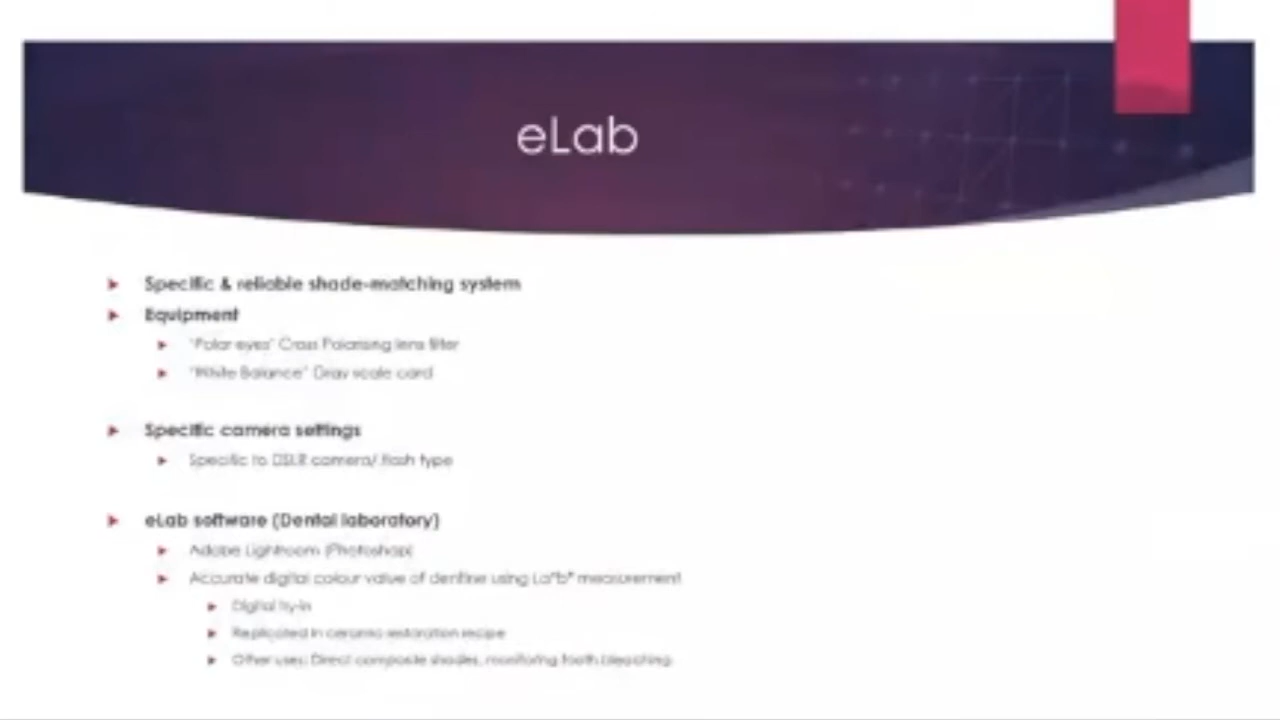 eLab
Specific & reliable shade-matching system
Equipment
"Polar eyes" Cross Polarising lens filter
"White Balance" Gray scale card
Specific camera settings
Specific to DSLR camera/ flash type
eLab software (Dental laboratory)
Adobe Lightroom (Photoshop)
Accurate digital colour value of dentine using La*b* measurement
Digital try-in
Replicated in ceramic restoration recipe
Other uses: Direct composite shades, monitoring tooth bleaching